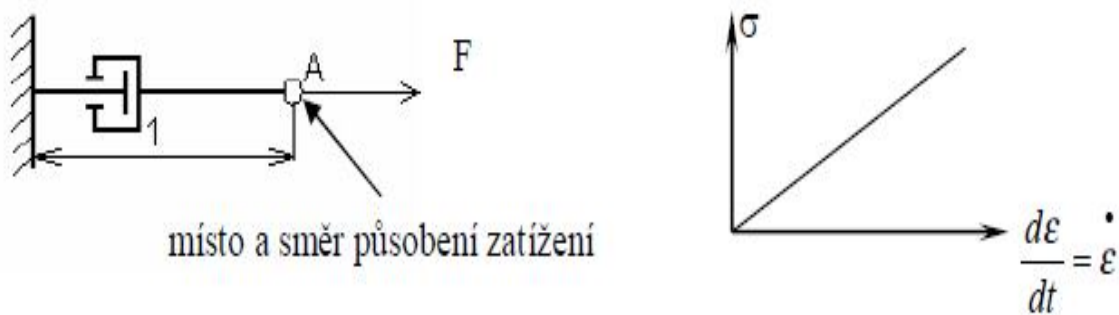 F
A
1
místo a směr působení zatížení
σ
dε/dt = ε̇